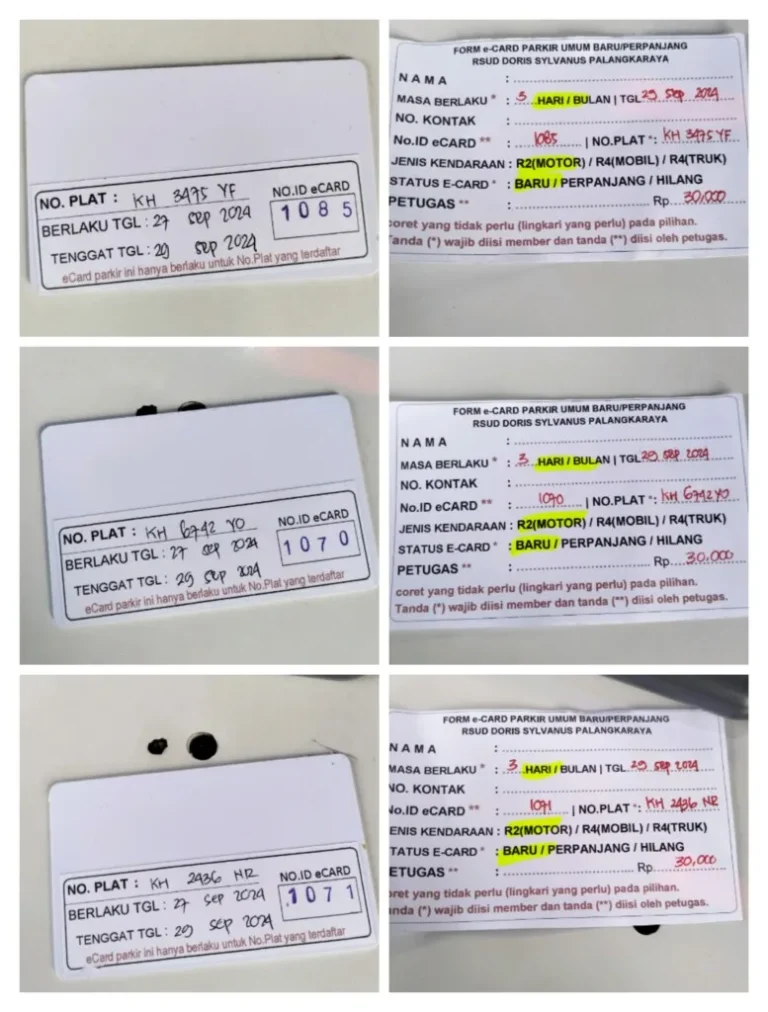 NO. PLAT : KH 3475 YF
BERLAKU TGL : 27 Sep 2024
TENGGAT TGL : 29 Sep 2024
NO.ID eCARD
1085
eCard parkir ini hanya berlaku untuk No.Plat yang terdaftar
FORM e-CARD PARKIR UMUM BARU/PERPANJANG
RSUD DORIS SYLVANUS PALANGKARAYA
NAMA :
MASA BERLAKU * : 3 HARI / BULAN | TGL 29 Sep 2024
NO. KONTAK :
No.ID eCARD ** : 1085 | NO.PLAT *: KH 3475 YF
JENIS KENDARAAN : R2(MOTOR) / R4(MOBIL) / R4(TRUK)
STATUS E-CARD * : BARU / PERPANJANG / HILANG
PETUGAS ** : Rp. 30,000
coret yang tidak perlu (lingkari yang perlu) pada pilihan.
Tanda (*) wajib diisi member dan tanda (**) diisi oleh petugas.
NO. PLAT : KH 6742 YO
BERLAKU TGL : 27 Sep 2024
TENGGAT TGL : 29 Sep 2024
NO.ID eCARD
1070
eCard parkir ini hanya berlaku untuk No.Plat yang terdaftar
FORM e-CARD PARKIR UMUM BARU/PERPANJANG
RSUD DORIS SYLVANUS PALANGKARAYA
NAMA :
MASA BERLAKU * : 3 HARI / BULAN | TGL 29 Sep 2024
NO. KONTAK :
No.ID eCARD ** : 1070 | NO.PLAT *: KH 6742 YO
JENIS KENDARAAN : R2(MOTOR) / R4(MOBIL) / R4(TRUK)
STATUS E-CARD * : BARU / PERPANJANG / HILANG
PETUGAS ** : Rp. 30.000
coret yang tidak perlu (lingkari yang perlu) pada pilihan.
Tanda (*) wajib diisi member dan tanda (**) diisi oleh petugas.
NO. PLAT : KH 2436 NR
BERLAKU TGL : 27 Sep 2024
TENGGAT TGL : 29 Sep 2024
NO.ID eCARD
1071
eCard parkir ini hanya berlaku untuk No.Plat yang terdaftar
FORM e-CARD PARKIR UMUM BARU/PERPANJANG
RSUD DORIS SYLVANUS PALANGKARAYA
NAMA :
MASA BERLAKU * : 3 HARI / BULAN | TGL 29 Sep 2024
NO. KONTAK :
No.ID eCARD ** : 1071 | NO.PLAT *: KH 2436 NR
ENIS KENDARAAN : R2(MOTOR) / R4(MOBIL) / R4(TRUK)
TATUS E-CARD * : BARU / PERPANJANG / HILANG
ETUGAS ** : Rp. 30,000
oret yang tidak perlu (lingkari yang perlu) pada pilihan.
nda (*) wajib diisi member dan tanda (**) diisi oleh petugas.